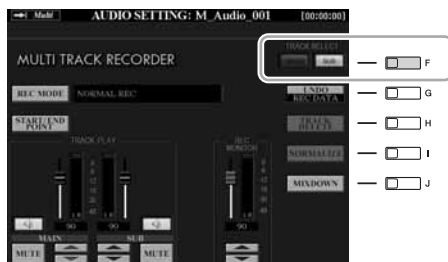 Multi AUDIO SETTING: M_Audio_001 [00:00:00]
TRACK SELECT
MULTI TRACK RECORDER
SUB
F
REC MODE NORMAL REC
UNDO
REC DATA
G
START/END
POINT
TRACK
DELETE
H
TRACK PLAY
REC
MONITOR
NORMALIZE
I
MIXDOWN
J
L R
L R
L R
90
90
90
MAIN
SUB
MUTE
MUTE